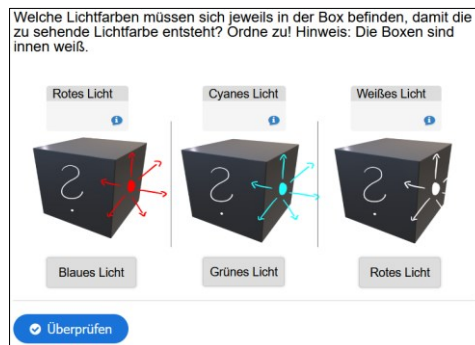 Welche Lichtfarben müssen sich jeweils in der Box befinden, damit die
zu sehende Lichtfarbe entsteht? Ordne zu! Hinweis: Die Boxen sind
innen weiß.
Rotes Licht
Cyanes Licht
Weißes Licht
Blaues Licht
Grünes Licht
Rotes Licht
Überprüfen